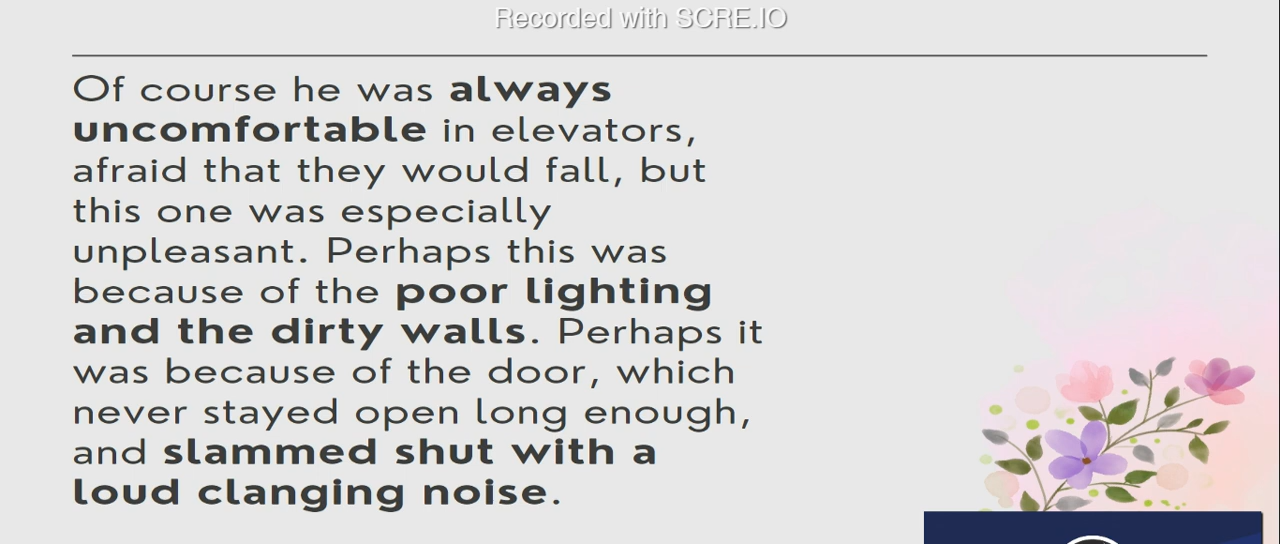 Recorded with SCRE.IO
Of course he was always
uncomfortable in elevators,
afraid that they would fall, but
this one was especially
unpleasant. Perhaps this was
because of the poor lighting
and the dirty walls. Perhaps it
was because of the door, which
never stayed open long enough,
and slammed shut with a
loud clanging noise.